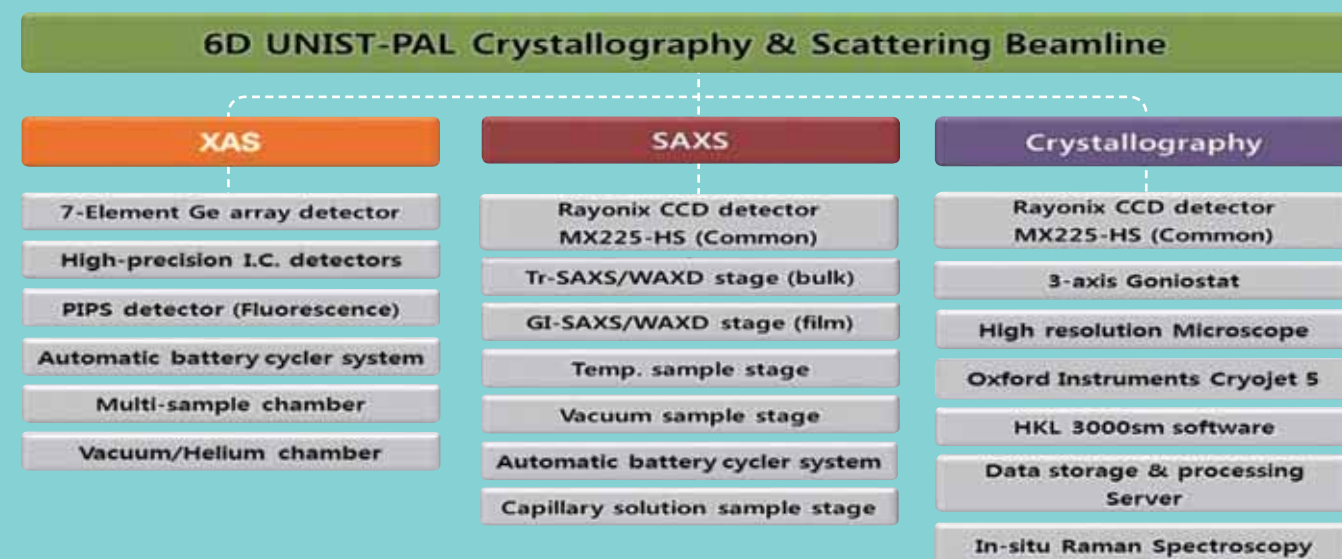 6D UNIST-PAL Crystallography & Scattering Beamline
XAS
7-Element Ge array detector
High-precision I.C. detectors
PIPS detector (Fluorescence)
Automatic battery cycler system
Multi-sample chamber
Vacuum/Helium chamber
SAXS
Rayonix CCD detector
MX225-HS (Common)
Tr-SAXS/WAXD stage (bulk)
GI-SAXS/WAXD stage (film)
Temp. sample stage
Vacuum sample stage
Automatic battery cycler system
Capillary solution sample stage
Crystallography
Rayonix CCD detector
MX225-HS (Common)
3-axis Goniostat
High resolution Microscope
Oxford Instruments Cryojet 5
HKL 3000sm software
Data storage & processing
Server
In-situ Raman Spectroscopy